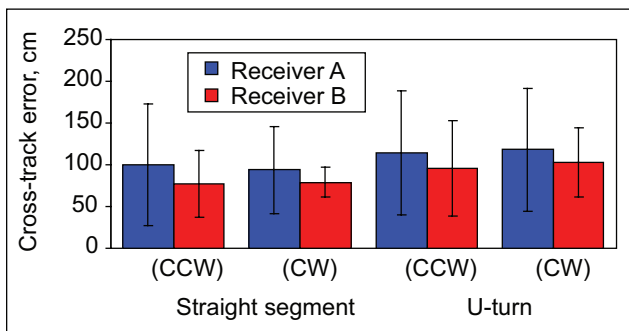 Cross-track error, cm
250
200
150
100
50
0
Receiver A
Receiver B
(CCW) (CW) (CCW) (CW)
Straight segment U-turn